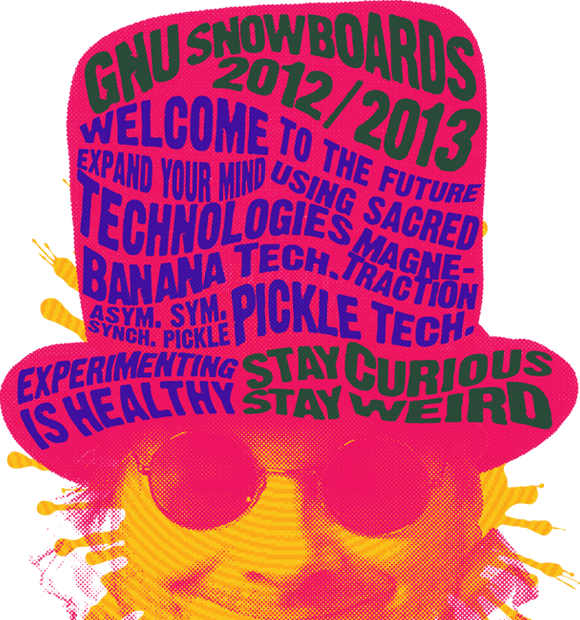 GNU SNOWBOARDS
2012/2013
WELCOME TO THE FUTURE
EXPAND YOUR MIND USING SACRED
TECHNOLOGIES MAGNE-
BANANA TECH. TRACTION
ASYM. SYM. PICKLE TECH.
SYNCH. PICKLE
EXPERIMENTING STAY CURIOUS
IS HEALTHY STAY WEIRD